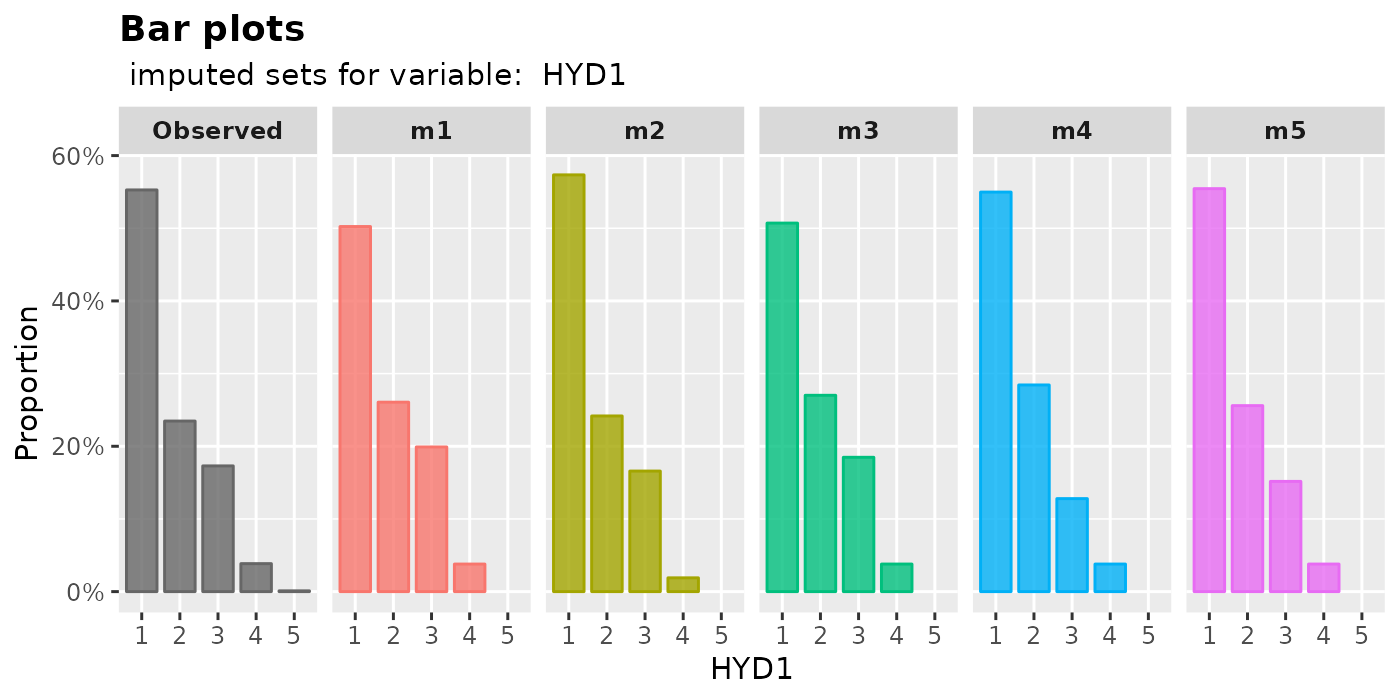 Bar plots
imputed sets for variable:  HYD1
Observed m1 m2 m3 m4 m5
60%
40%
20%
0%
Proportion
1 2 3 4 5 1 2 3 4 5 1 2 3 4 5 1 2 3 4 5 1 2 3 4 5 1 2 3 4 5
HYD1